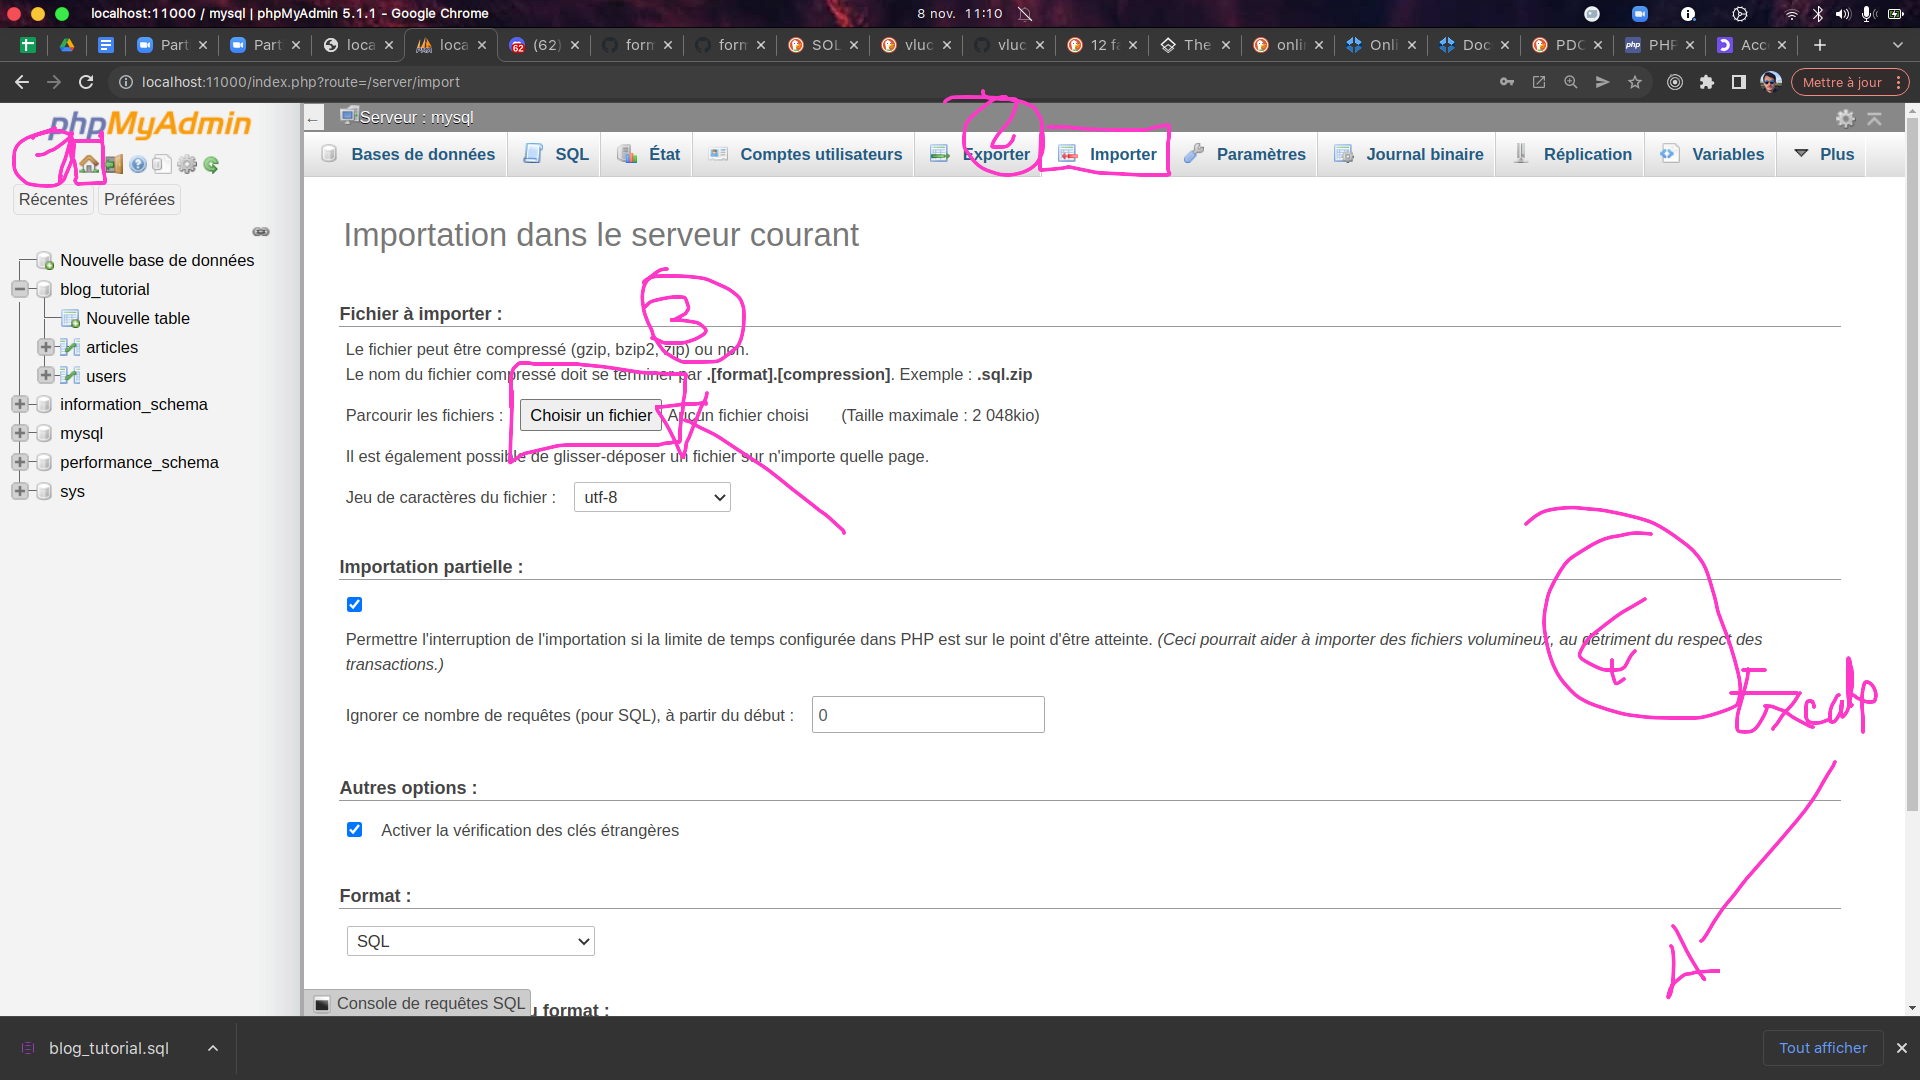 localhost:11000 / mysql | phpMyAdmin 5.1.1 - Google Chrome
8 nov. 11:10
Part
Part
loca
loca
(62)
form
form
SQL
vluc
vluc
12 fa
The
onli
Onli
Doc
PDO
PHP
Acc
localhost:11000/index.php?route=/server/import
Mettre à jour
phpMyAdmin
1
Récentes
Préférées
Nouvelle base de données
blog_tutorial
Nouvelle table
articles
users
information_schema
mysql
performance_schema
sys
Serveur : mysql
2
Bases de données
SQL
État
Comptes utilisateurs
Exporter
Importer
Paramètres
Journal binaire
Réplication
Variables
Plus
Importation dans le serveur courant
3
Fichier à importer :
Le fichier peut être compressé (gzip, bzip2, zip) ou non.
Le nom du fichier compressé doit se terminer par .[format].[compression]. Exemple : .sql.zip
Parcourir les fichiers : Choisir un fichier Aucun fichier choisi (Taille maximale : 2 048kio)
Il est également possible de glisser-déposer un fichier sur n'importe quelle page.
Jeu de caractères du fichier : utf-8
Importation partielle :
Permettre l'interruption de l'importation si la limite de temps configurée dans PHP est sur le point d'être atteinte. (Ceci pourrait aider à importer des fichiers volumineux, au détriment du respect des
transactions.)
4
Ignorer ce nombre de requêtes (pour SQL), à partir du début : 0
Autres options :
Activer la vérification des clés étrangères
Format :
SQL
Console de requêtes SQL
u format :
blog_tutorial.sql
Tout afficher